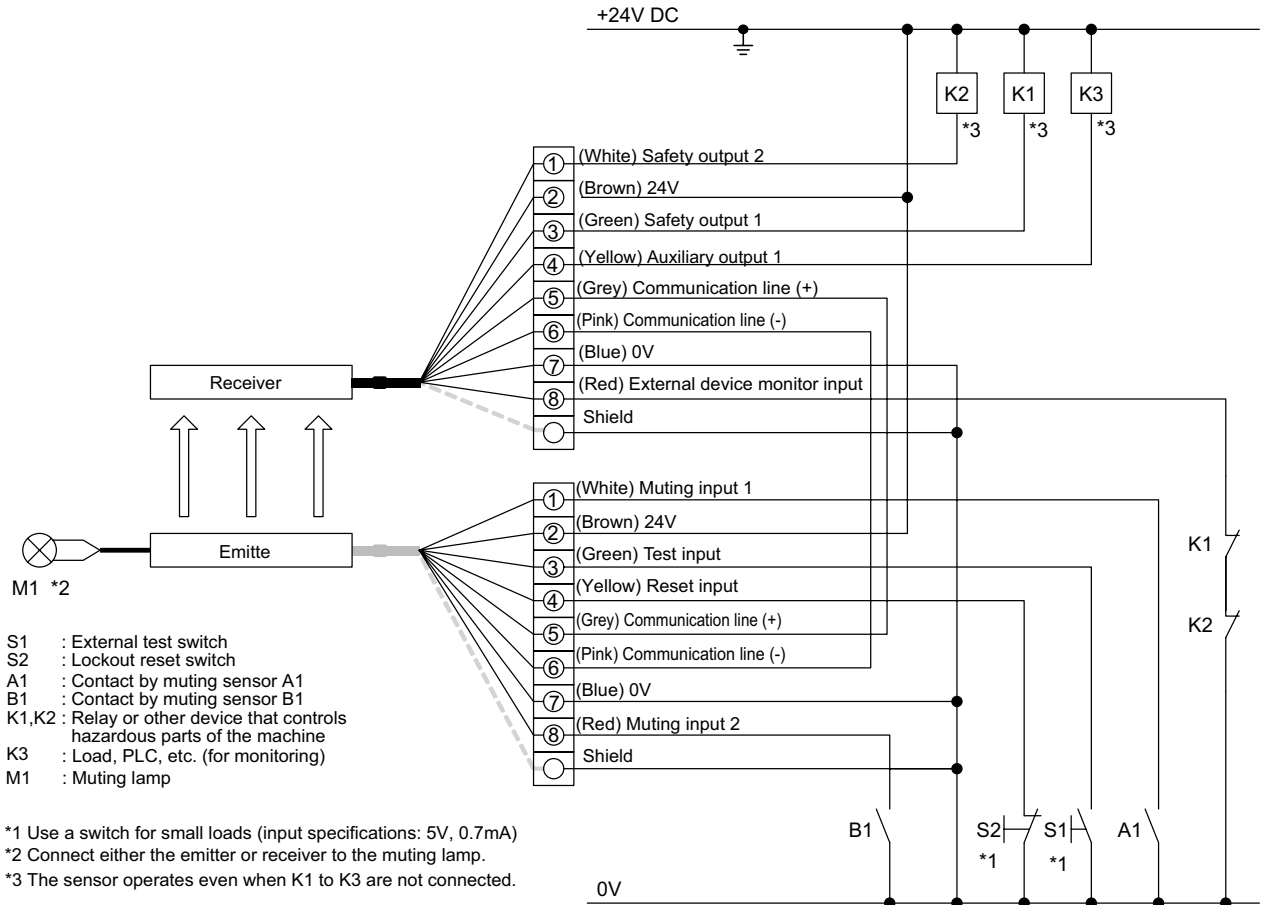 +24V DC
K2
K1
K3
*3
*3
*3
① (White) Safety output 2
② (Brown) 24V
③ (Green) Safety output 1
④ (Yellow) Auxiliary output 1
⑤ (Grey) Communication line (+)
⑥ (Pink) Communication line (-)
⑦ (Blue) 0V
⑧ (Red) External device monitor input
Shield
Receiver
① (White) Muting input 1
② (Brown) 24V
③ (Green) Test input
④ (Yellow) Reset input
⑤ (Grey) Communication line (+)
⑥ (Pink) Communication line (-)
⑦ (Blue) 0V
⑧ (Red) Muting input 2
Shield
Emitte
M1 *2
K1
K2
S1 : External test switch
S2 : Lockout reset switch
A1 : Contact by muting sensor A1
B1 : Contact by muting sensor B1
K1,K2 : Relay or other device that controls
hazardous parts of the machine
K3 : Load, PLC, etc. (for monitoring)
M1 : Muting lamp
B1
S2
*1
S1
*1
A1
*1 Use a switch for small loads (input specifications: 5V, 0.7mA)
*2 Connect either the emitter or receiver to the muting lamp.
*3 The sensor operates even when K1 to K3 are not connected.
0V